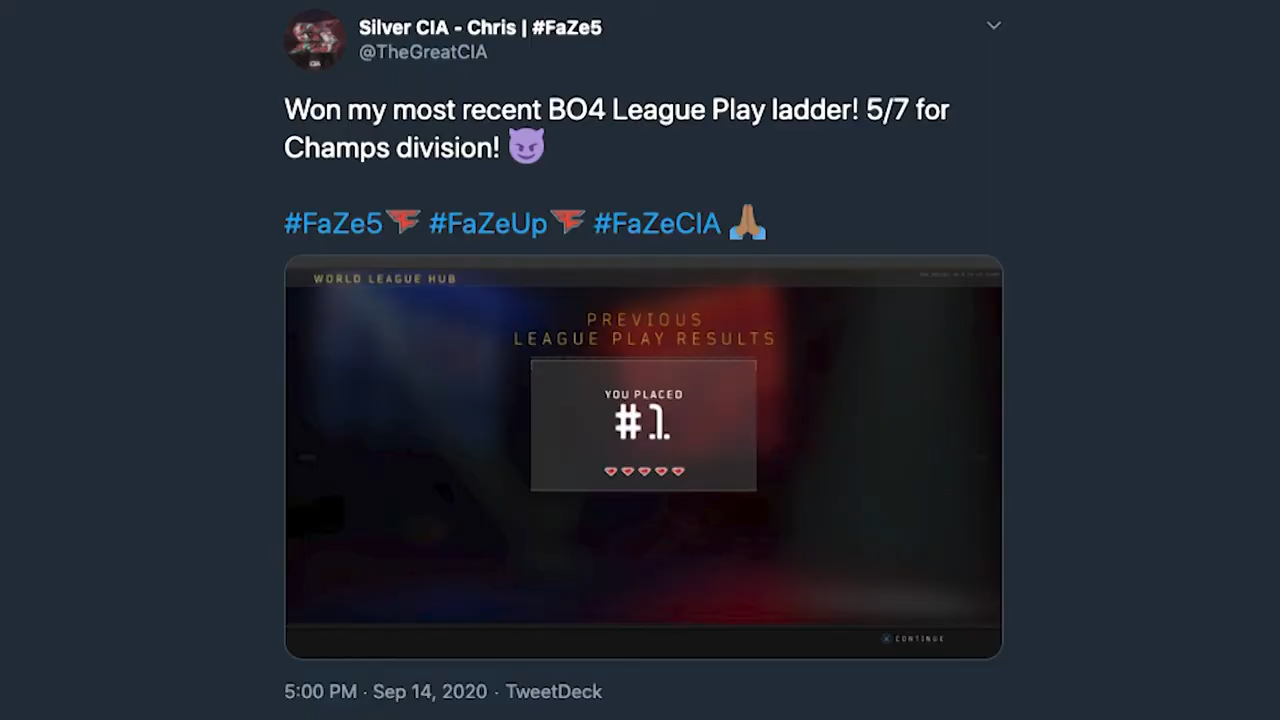 Silver CIA - Chris | #FaZe5
@TheGreatCIA
Won my most recent BO4 League Play ladder! 5/7 for
Champs division! 😈
#FaZe5 #FaZeUp #FaZeCIA 🙏🏽
WORLD LEAGUE HUB
PREVIOUS
LEAGUE PLAY RESULTS
YOU PLACED
#1
CONTINUE
5:00 PM · Sep 14, 2020 · TweetDeck